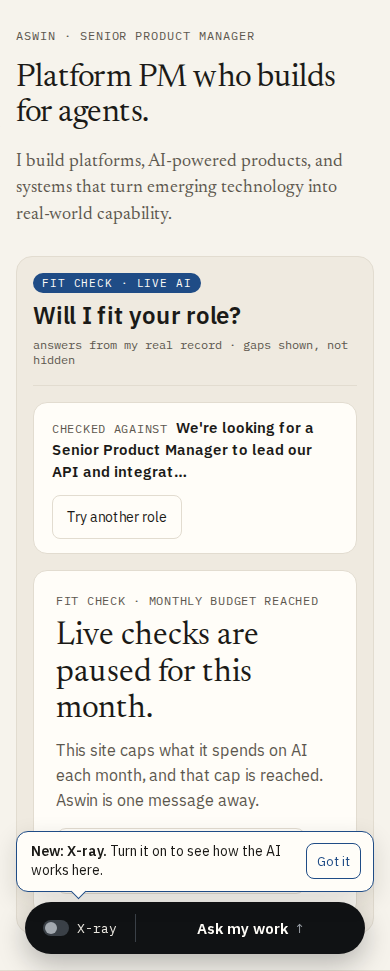 ASWIN · SENIOR PRODUCT MANAGER
Platform PM who builds
for agents.
I build platforms, AI-powered products, and
systems that turn emerging technology into
real-world capability.
FIT CHECK · LIVE AI
Will I fit your role?
answers from my real record · gaps shown, not
hidden
CHECKED AGAINST We're looking for a
Senior Product Manager to lead our
API and integrat…
Try another role
FIT CHECK · MONTHLY BUDGET REACHED
Live checks are
paused for this
month.
This site caps what it spends on AI
each month, and that cap is reached.
Aswin is one message away.
New: X-ray. Turn it on to see how the AI
works here.
Got it
X-ray
Ask my work ↑